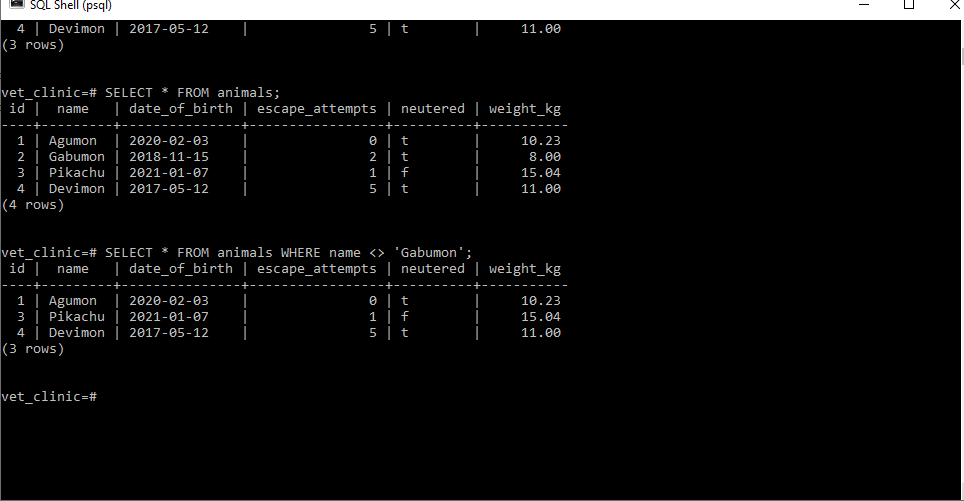 SQL Shell (psql)
  4 | Devimon | 2017-05-12    |               5 | t        |     11.00
(3 rows)
vet_clinic=# SELECT * FROM animals;
 id |  name   | date_of_birth | escape_attempts | neutered | weight_kg
----+---------+---------------+-----------------+----------+-----------
  1 | Agumon  | 2020-02-03    |               0 | t        |     10.23
  2 | Gabumon | 2018-11-15    |               2 | t        |      8.00
  3 | Pikachu | 2021-01-07    |               1 | f        |     15.04
  4 | Devimon | 2017-05-12    |               5 | t        |     11.00
(4 rows)
vet_clinic=# SELECT * FROM animals WHERE name <> 'Gabumon';
 id |  name   | date_of_birth | escape_attempts | neutered | weight_kg
----+---------+---------------+-----------------+----------+-----------
  1 | Agumon  | 2020-02-03    |               0 | t        |     10.23
  3 | Pikachu | 2021-01-07    |               1 | f        |     15.04
  4 | Devimon | 2017-05-12    |               5 | t        |     11.00
(3 rows)
vet_clinic=#